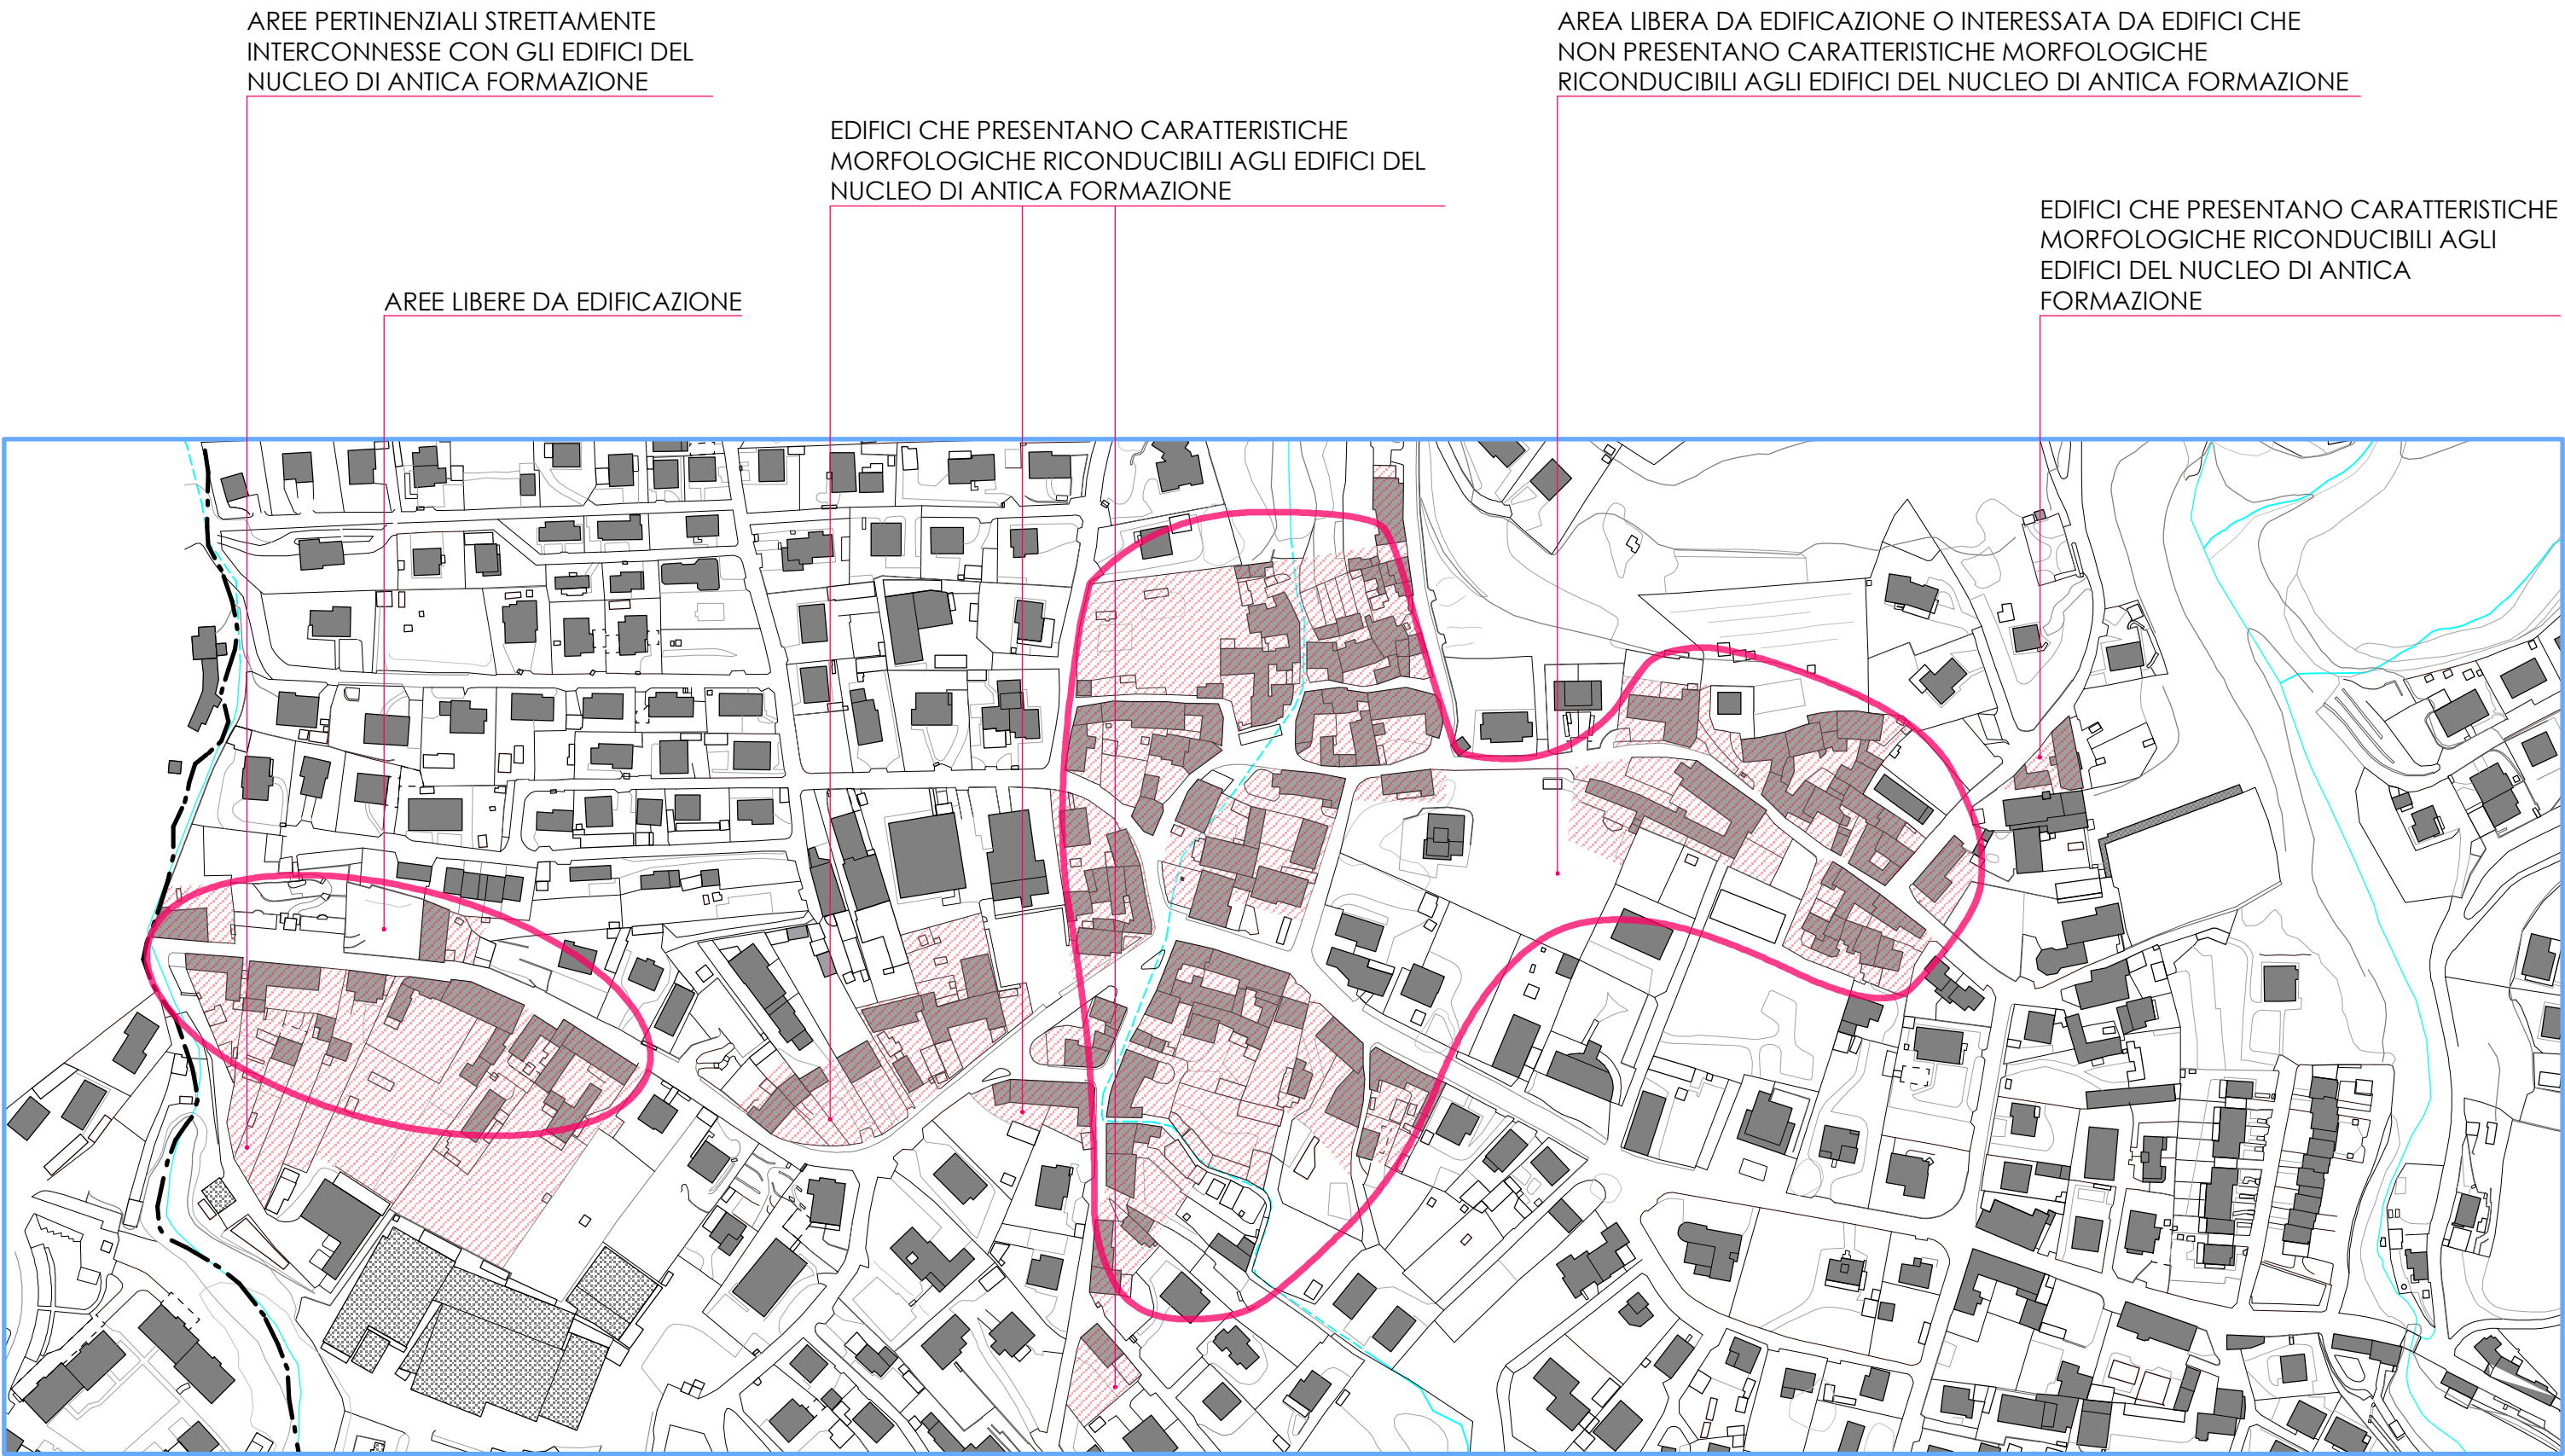 AREE PERTINENZIALI STRETTAMENTE
INTERCONNESSE CON GLI EDIFICI DEL
NUCLEO DI ANTICA FORMAZIONE
AREA LIBERA DA EDIFICAZIONE O INTERESSATA DA EDIFICI CHE
NON PRESENTANO CARATTERISTICHE MORFOLOGICHE
RICONDUCIBILI AGLI EDIFICI DEL NUCLEO DI ANTICA FORMAZIONE
EDIFICI CHE PRESENTANO CARATTERISTICHE
MORFOLOGICHE RICONDUCIBILI AGLI EDIFICI DEL
NUCLEO DI ANTICA FORMAZIONE
EDIFICI CHE PRESENTANO CARATTERISTICHE
MORFOLOGICHE RICONDUCIBILI AGLI
EDIFICI DEL NUCLEO DI ANTICA
FORMAZIONE
AREE LIBERE DA EDIFICAZIONE